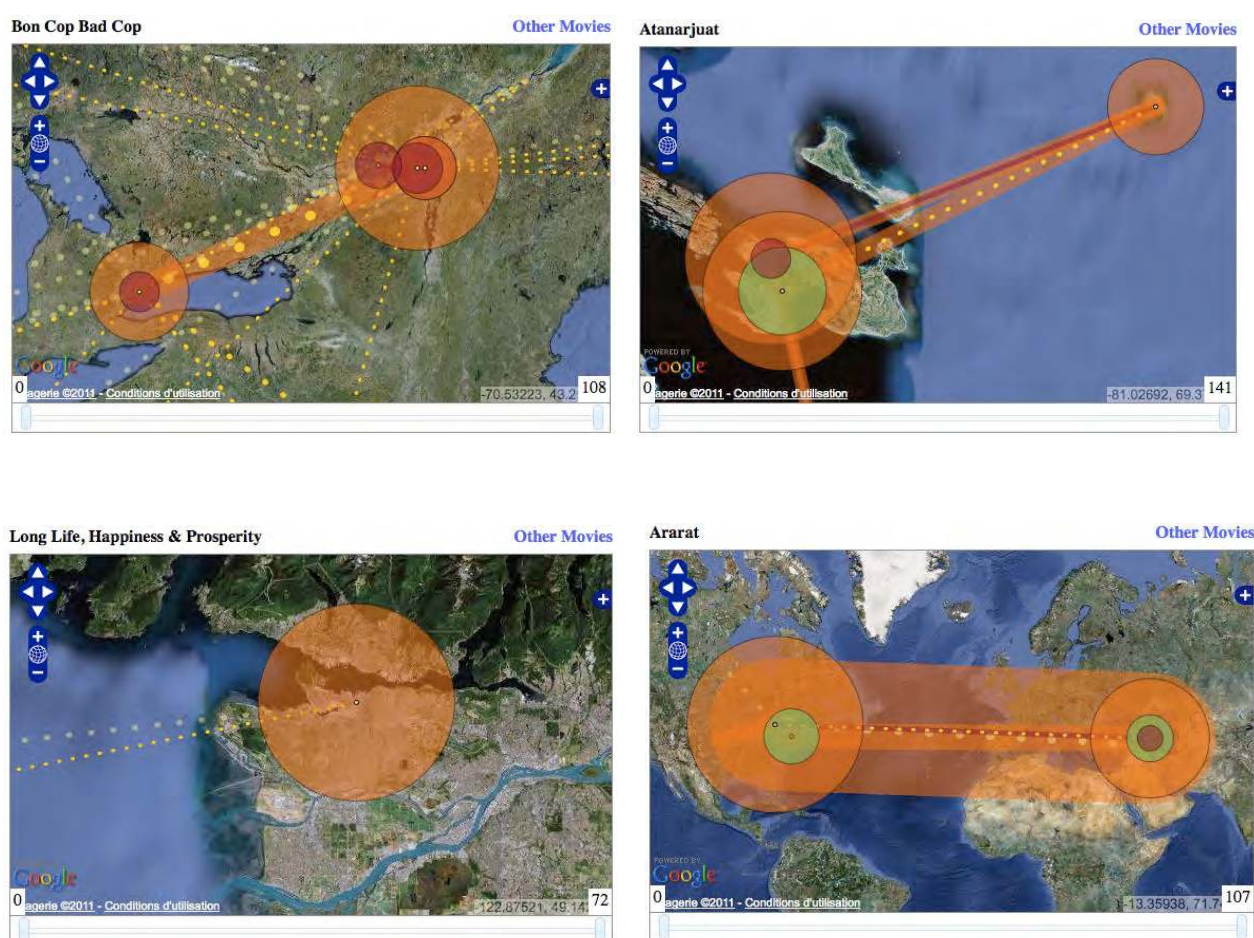 Bon Cop Bad Cop Other Movies
+
+
−
Google
0 agerie ©2011 - Conditions d'utilisation -70.53223, 43.2 108
Atanarjuat Other Movies
+
+
−
POWERED BY
Google
0 agerie ©2011 - Conditions d'utilisation -81.02692, 69.3 141
Long Life, Happiness & Prosperity Other Movies
+
+
−
Google
0 agerie ©2011 - Conditions d'utilisation -122.87521, 49.14 72
Ararat Other Movies
+
+
−
POWERED BY
Google
0 agerie ©2011 - Conditions d'utilisation -13.35938, 71.7 107